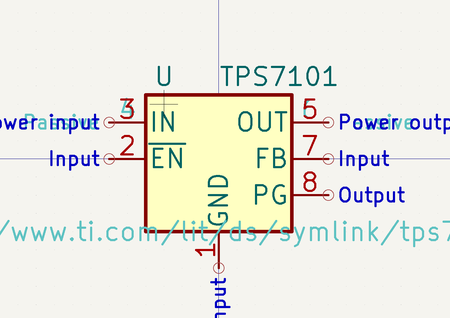 U TPS7101
ower input 3 IN OUT 5 Power outp
Input 2 EN FB 7 Input
PG 8 Output
GND
/www.ti.com/lit/ds/symlink/tps7
1
nput